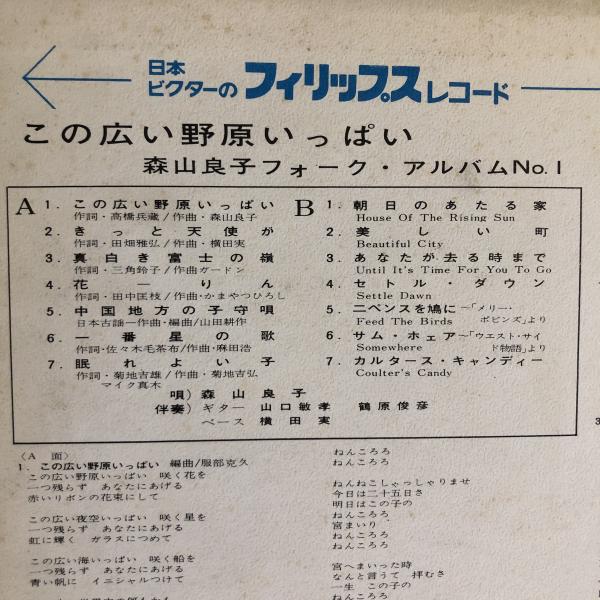 日本
ビクターの フィリップスレコード
この広い野原いっぱい
森山良子フォーク・アルバムNo.1
A
1. この広い野原いっぱい
作詞・高橋兵蔵/作曲・森山良子
2. きっと天使が
作詞・田畑雅弘/作曲・横田実
3. 真白き富士の嶺
作詞・三角鈴子/作曲ガードン
4. 花一りん
作詞・田中匡枝/作曲・かまやつひろし
5. 中国地方の子守唄
日本古謡一作曲・編曲/山田耕作
6. 一番星の歌
作詞・佐々木毛茶布/作曲・麻田浩
7. 眠れよい子
作詞・菊地吉雄/作曲・菊地吉弘
マイク真木
B
1. 朝日のあたる家
House Of The Rising Sun
2. 美しい町
Beautiful City
3. あなたが去る時まで
Until It's Time For You To Go
4. セトル・ダウン
Settle Dawn
5. 二ペンスを鳩に~「メリー・ポピンズ」より
Feed The Birds
6. サム・ホェア~「ウエスト・サイド物語」より
Somewhere
7. カルタース・キャンディー
Coulter's Candy
唄) 森山良子
伴奏) ギター 山口敏孝 鶴原俊彦
ベース 横田実
〈A 面〉
1. この広い野原いっぱい 編曲/服部克久
この広い野原いっぱい 咲く花を
一つ残らず あなたにあげる
赤いリボンの花束にして
この広い夜空いっぱい 咲く星を
一つ残らず あなたにあげる
虹に輝く ガラスにつめて
この広い海いっぱい 咲く船を
一つ残らず あなたにあげる
青い帆に イニシャルつけて
ねんころろ
ねんころろ
ねんねこしゃっしゃりませ
今日は二十五日さ
明日はこの子の
ねんころろ
宮まいり
ねんころろ
ねんころろ
宮へまいった時
なんと言うて 拝むさ
一生 この子の
ねんころろ